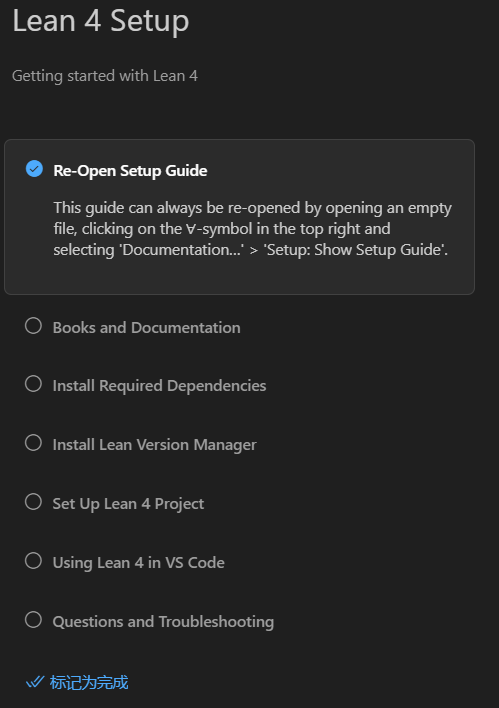 Lean 4 Setup
Getting started with Lean 4
Re-Open Setup Guide
This guide can always be re-opened by opening an empty
file, clicking on the ∀-symbol in the top right and
selecting 'Documentation…' > 'Setup: Show Setup Guide'.
Books and Documentation
Install Required Dependencies
Install Lean Version Manager
Set Up Lean 4 Project
Using Lean 4 in VS Code
Questions and Troubleshooting
标记为完成